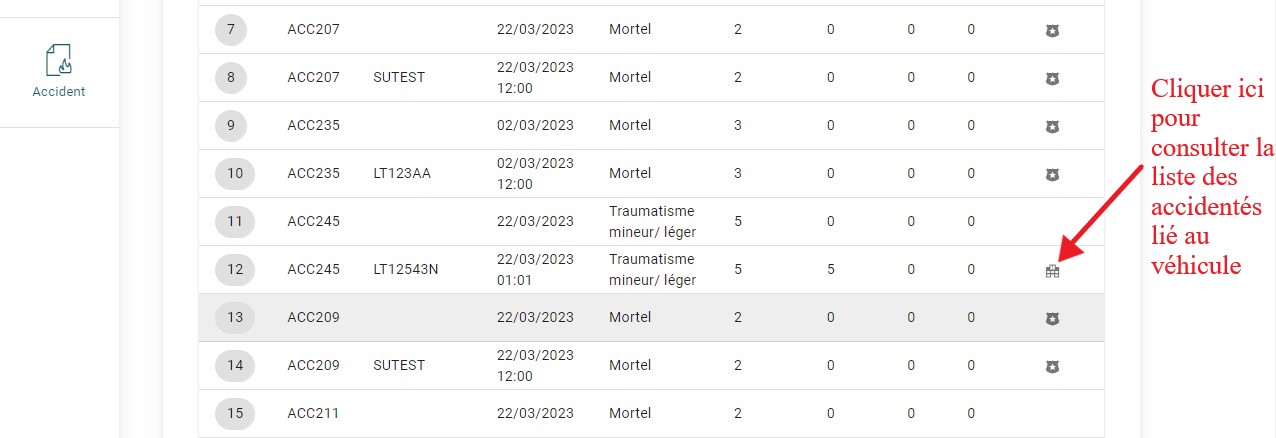 Accident
7 ACC207 22/03/2023 Mortel 2 0 0 0
8 ACC207 SUTEST 22/03/2023 12:00 Mortel 2 0 0 0
9 ACC235 02/03/2023 Mortel 3 0 0 0
10 ACC235 LT123AA 02/03/2023 12:00 Mortel 3 0 0 0
11 ACC245 22/03/2023 Traumatisme mineur/ léger 5 0 0 0
12 ACC245 LT12543N 22/03/2023 01:01 Traumatisme mineur/ léger 5 5 0 0
13 ACC209 22/03/2023 Mortel 2 0 0 0
14 ACC209 SUTEST 22/03/2023 12:00 Mortel 2 0 0 0
15 ACC211 22/03/2023 Mortel 2 0 0 0
Cliquer ici
pour
consulter la
liste des
accidentés
lié au
véhicule